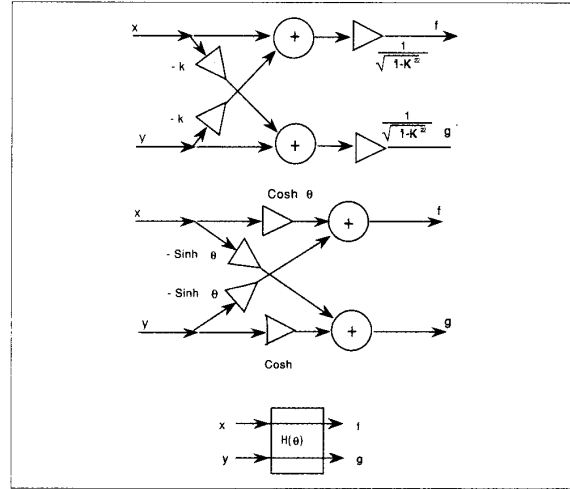 x f
- k
1
√1-K²
- k
1
√1-K²
y g
+
+
Cosh θ
x f
+
- Sinh θ
- Sinh θ
y g
+
Cosh
x f
H(θ)
y g